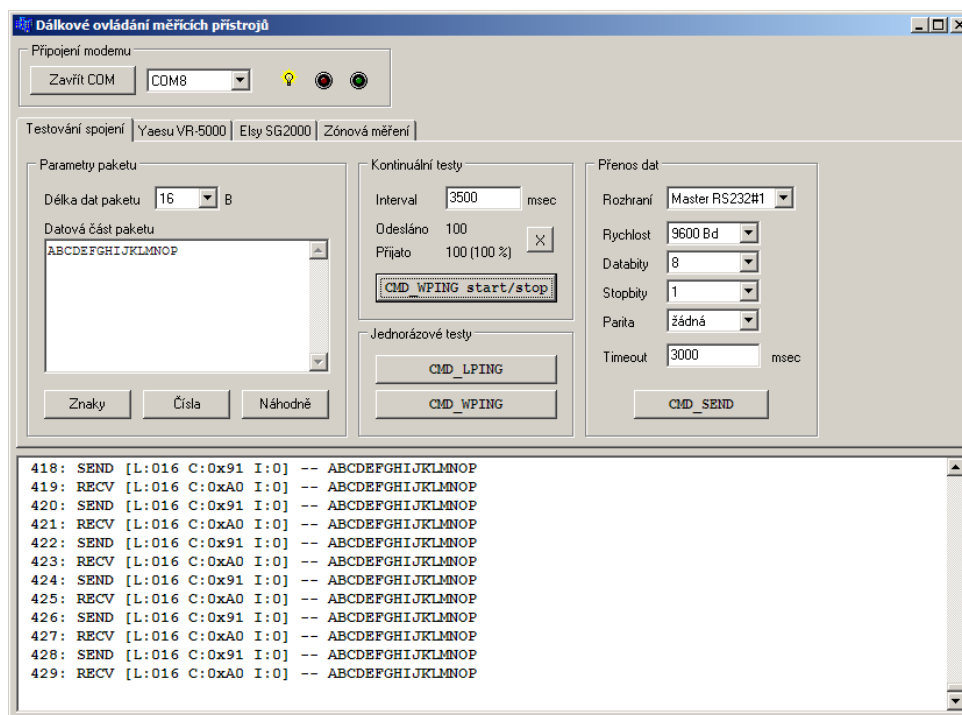 Dálkové ovládání měřicích přístrojů
Připojení modemu
Zavřít COM COM8
Testování spojení Yaesu VR-5000 Elsy SG2000 Zónová měření
Parametry paketu
Délka dat paketu 16 B
Datová část paketu
ABCDEFGHIJKLMNOP
Znaky Čísla Náhodně
Kontinuální testy
Interval 3500 msec
Odesláno 100
Přijato 100 (100 %) X
CMD_WPING start/stop
Jednorázové testy
CMD_LPING
CMD_WPING
Přenos dat
Rozhraní Master RS232#1
Rychlost 9600 Bd
Databity 8
Stopbity 1
Parita žádná
Timeout 3000 msec
CMD_SEND
418: SEND [L:016 C:0x91 I:0] -- ABCDEFGHIJKLMNOP
419: RECV [L:016 C:0xA0 I:0] -- ABCDEFGHIJKLMNOP
420: SEND [L:016 C:0x91 I:0] -- ABCDEFGHIJKLMNOP
421: RECV [L:016 C:0xA0 I:0] -- ABCDEFGHIJKLMNOP
422: SEND [L:016 C:0x91 I:0] -- ABCDEFGHIJKLMNOP
423: RECV [L:016 C:0xA0 I:0] -- ABCDEFGHIJKLMNOP
424: SEND [L:016 C:0x91 I:0] -- ABCDEFGHIJKLMNOP
425: RECV [L:016 C:0xA0 I:0] -- ABCDEFGHIJKLMNOP
426: SEND [L:016 C:0x91 I:0] -- ABCDEFGHIJKLMNOP
427: RECV [L:016 C:0xA0 I:0] -- ABCDEFGHIJKLMNOP
428: SEND [L:016 C:0x91 I:0] -- ABCDEFGHIJKLMNOP
429: RECV [L:016 C:0xA0 I:0] -- ABCDEFGHIJKLMNOP